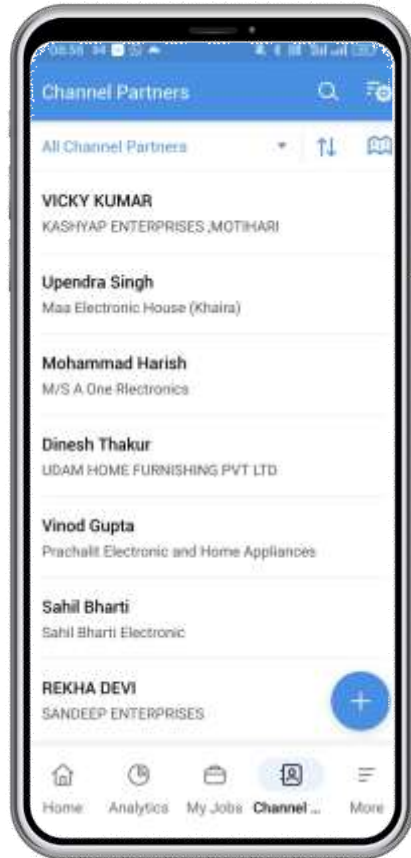 08:56
Channel Partners
All Channel Partners
VICKY KUMAR
KASHYAP ENTERPRISES ,MOTIHARI
Upendra Singh
Maa Electronic House (Khaira)
Mohammad Harish
M/S A One Rlectronics
Dinesh Thakur
UDAM HOME FURNISHING PVT LTD
Vinod Gupta
Prachalit Electronic and Home Appliances
Sahil Bharti
Sahil Bharti Electronic
REKHA DEVI
SANDEEP ENTERPRISES
Home Analytics My Jobs Channel ... More